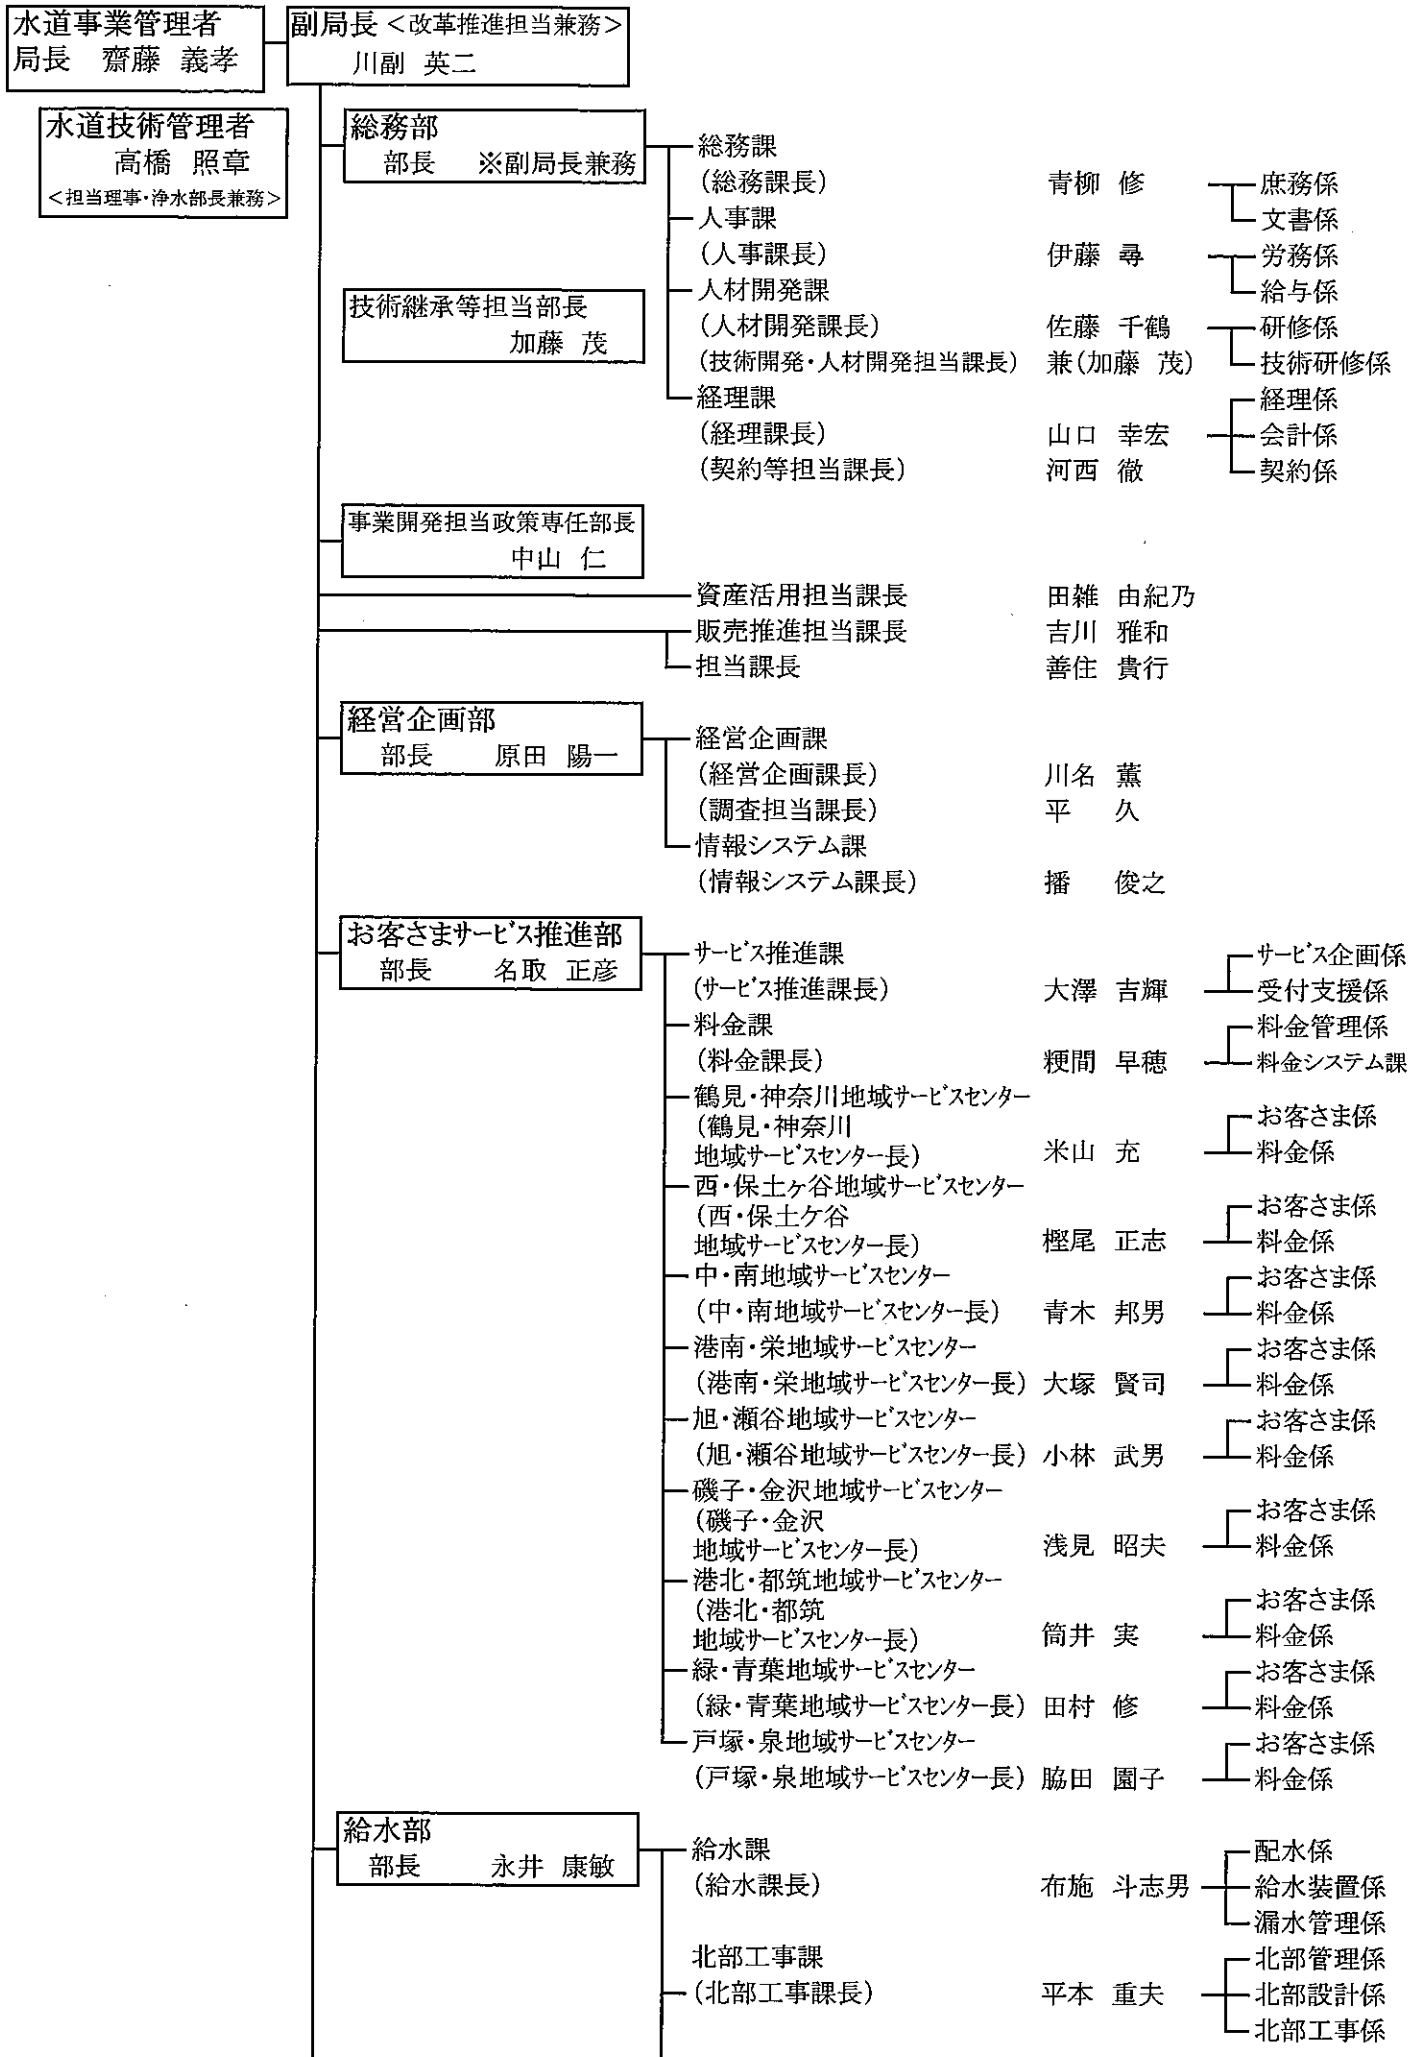 水道事業管理者
局長 齋藤 義孝
副局長 <改革推進担当兼務>
川副 英二
水道技術管理者
高橋 照章
<担当理事・浄水部長兼務>
総務部
部長 ※副局長兼務
総務課
(総務課長) 青柳 修 庶務係
文書係
人事課
(人事課長) 伊藤 尋 労務係
給与係
技術継承等担当部長
加藤 茂
人材開発課
(人材開発課長) 佐藤 千鶴 研修係
(技術開発・人材開発担当課長) 兼(加藤 茂) 技術研修係
経理課 経理係
(経理課長) 山口 幸宏 会計係
(契約等担当課長) 河西 徹 契約係
事業開発担当政策専任部長
中山 仁
資産活用担当課長 田雑 由紀乃
販売推進担当課長 吉川 雅和
担当課長 善住 貴行
経営企画部
部長 原田 陽一
経営企画課
(経営企画課長) 川名 薫
(調査担当課長) 平 久
情報システム課
(情報システム課長) 播 俊之
お客さまサービス推進部
部長 名取 正彦
サービス推進課 サービス企画係
(サービス推進課長) 大澤 吉輝 受付支援係
料金課 料金管理係
(料金課長) 粳間 早穂 料金システム課
鶴見・神奈川地域サービスセンター
(鶴見・神奈川 お客さま係
地域サービスセンター長) 米山 充 料金係
西・保土ヶ谷地域サービスセンター
(西・保土ケ谷 お客さま係
地域サービスセンター長) 樫尾 正志 料金係
中・南地域サービスセンター お客さま係
(中・南地域サービスセンター長) 青木 邦男 料金係
港南・栄地域サービスセンター お客さま係
(港南・栄地域サービスセンター長) 大塚 賢司 料金係
旭・瀬谷地域サービスセンター お客さま係
(旭・瀬谷地域サービスセンター長) 小林 武男 料金係
磯子・金沢地域サービスセンター
(磯子・金沢 お客さま係
地域サービスセンター長) 浅見 昭夫 料金係
港北・都筑地域サービスセンター
(港北・都筑 お客さま係
地域サービスセンター長) 筒井 実 料金係
緑・青葉地域サービスセンター お客さま係
(緑・青葉地域サービスセンター長) 田村 修 料金係
戸塚・泉地域サービスセンター お客さま係
(戸塚・泉地域サービスセンター長) 脇田 園子 料金係
給水部
部長 永井 康敏
給水課 配水係
(給水課長) 布施 斗志男 給水装置係
漏水管理係
北部工事課 北部管理係
(北部工事課長) 平本 重夫 北部設計係
北部工事係